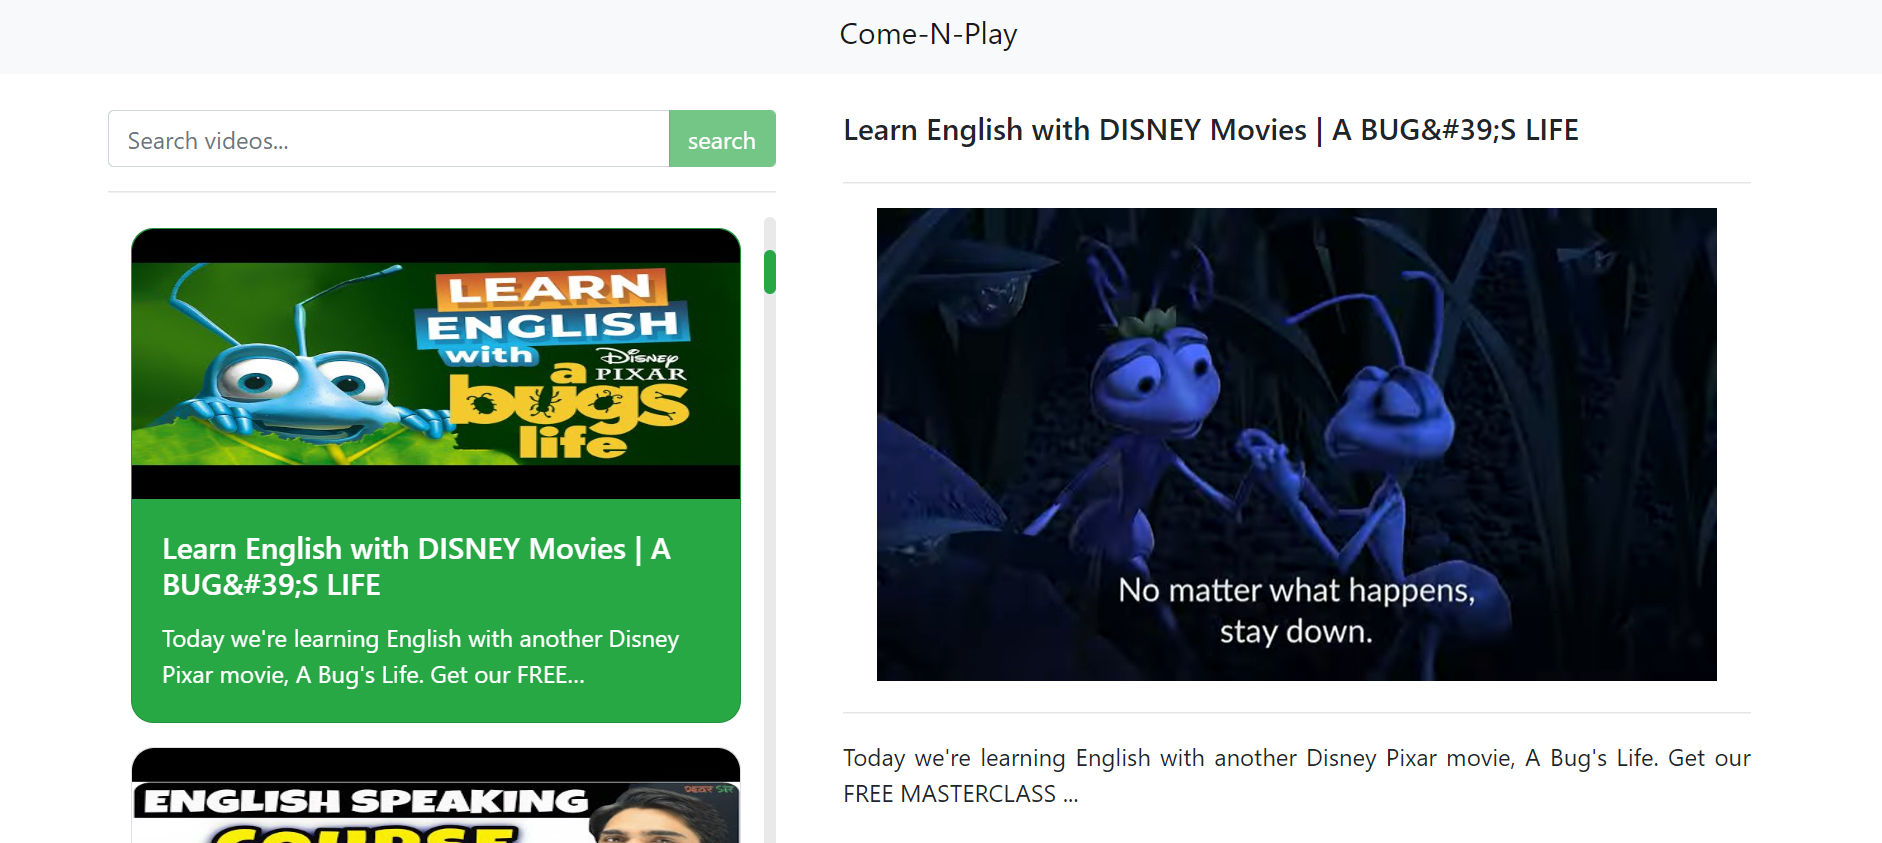 Come-N-Play
Search videos...
search
LEARN
ENGLISH
with
DISNEY
PIXAR
a
bugs
life
Learn English with DISNEY Movies | A
BUG&#39;S LIFE
Today we're learning English with another Disney
Pixar movie, A Bug's Life. Get our FREE...
DEAR SIR
ENGLISH SPEAKING
COURSE
Learn English with DISNEY Movies | A BUG&#39;S LIFE
No matter what happens,
stay down.
Today we're learning English with another Disney Pixar movie, A Bug's Life. Get our
FREE MASTERCLASS ...